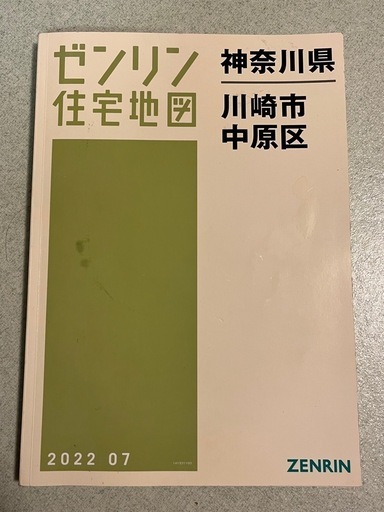 ゼンリン
住宅地図
神奈川県
川崎市
中原区
2022 07
ZENRIN